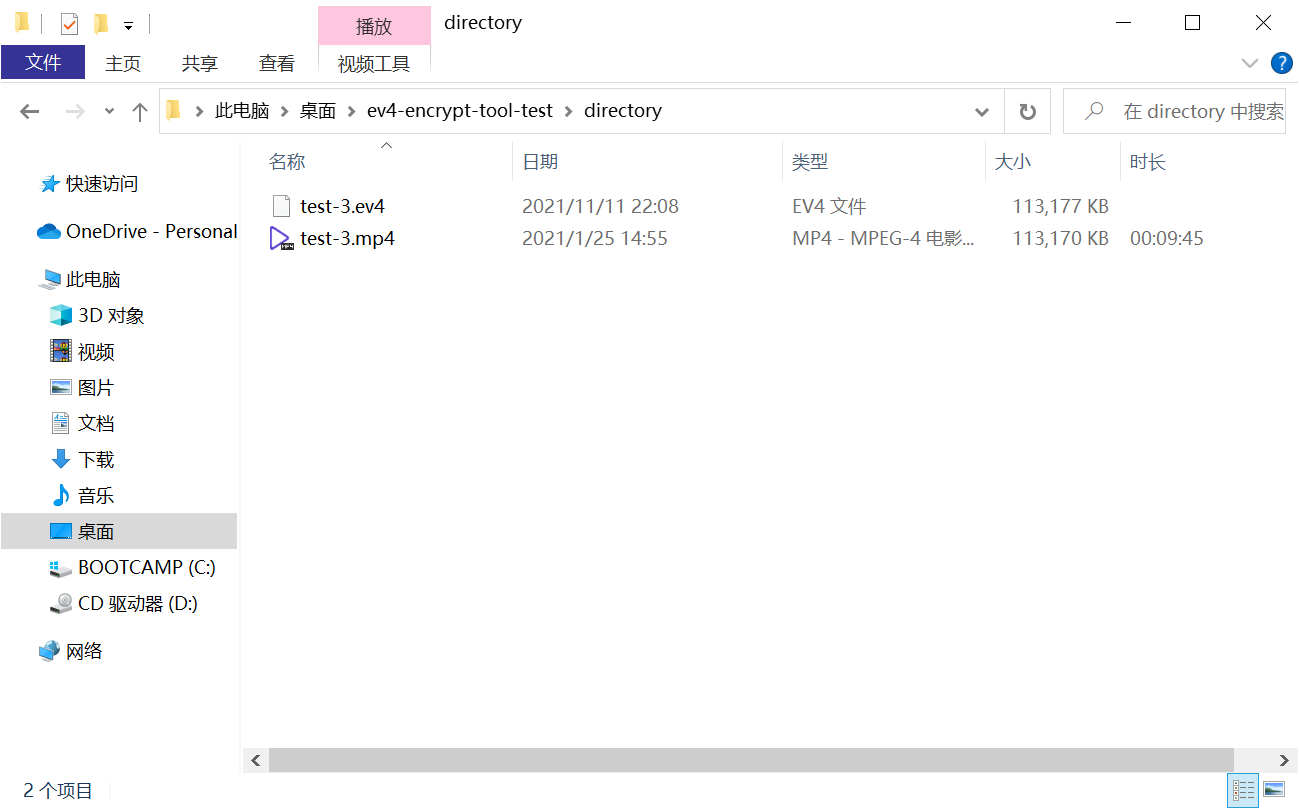 播放
directory
文件
主页
共享
查看
视频工具
此电脑
桌面
ev4-encrypt-tool-test
directory
在 directory 中搜索
名称
日期
类型
大小
时长
test-3.ev4
2021/11/11 22:08
EV4 文件
113,177 KB
test-3.mp4
2021/1/25 14:55
MP4 - MPEG-4 电影...
113,170 KB
00:09:45
快速访问
OneDrive - Personal
此电脑
3D 对象
视频
图片
文档
下载
音乐
桌面
BOOTCAMP (C:)
CD 驱动器 (D:)
网络
2 个项目